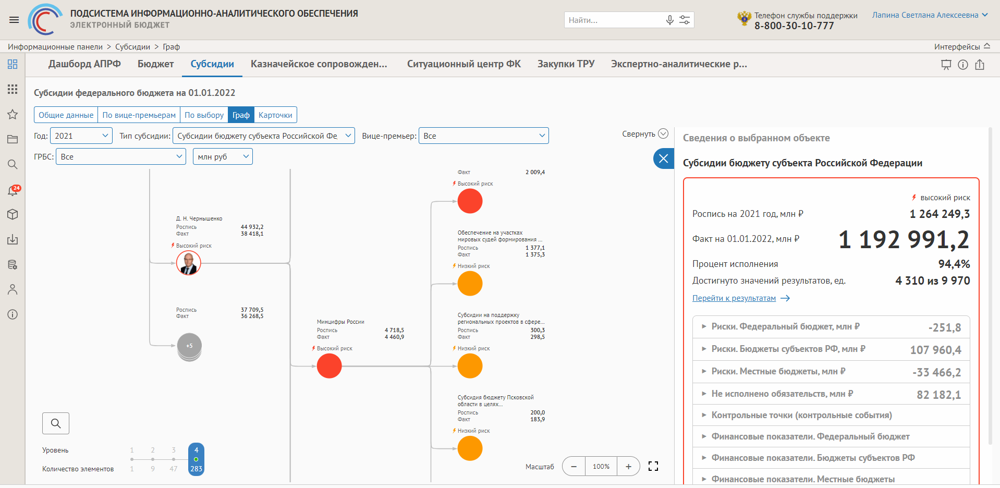 ПОДСИСТЕМА ИНФОРМАЦИОННО-АНАЛИТИЧЕСКОГО ОБЕСПЕЧЕНИЯ
ЭЛЕКТРОННЫЙ БЮДЖЕТ
Найти...
Телефон службы поддержки
8-800-30-10-777
Лапина Светлана Алексеевна
Информационные панели > Субсидии > Граф
Интерфейсы
Дашборд АПРФ Бюджет Субсидии Казначейское сопровожден... Ситуационный центр ФК Закупки ТРУ Экспертно-аналитические р...
24
Субсидии федерального бюджета на 01.01.2022
Общие данные По вице-премьерам По выбору Граф Карточки
Год: 2021 Тип субсидии: Субсидии бюджету субъекта Российской Фе, Вице-премьер: Все
Свернуть
ГРБС: Все млн руб
Д. Н. Чернышенко
Роспись 44 932,2
Факт 38 418,1
Высокий риск
Роспись 37 709,5
Факт 36 268,5
+5
Минцифры России
Роспись 4 718,5
Факт 4 460,9
Высокий риск
Факт 2 009,4
Высокий риск
Обеспечение на участках
мировых судей формирования ...
Роспись 1 377,1
Факт 1 375,3
Низкий риск
Субсидии на поддержку
региональных проектов в сфере...
Роспись 300,3
Факт 298,5
Низкий риск
Субсидия бюджету Псковской
области в целях...
Роспись 200,0
Факт 183,9
Низкий риск
Уровень 1 2 3 4
Количество элементов 1 9 47 283
Масштаб − 100% +
Сведения о выбранном объекте
Субсидии бюджету субъекта Российской Федерации
высокий риск
Роспись на 2021 год, млн ₽ 1 264 249,3
Факт на 01.01.2022, млн ₽ 1 192 991,2
Процент исполнения 94,4%
Достигнуто значений результатов, ед. 4 310 из 9 970
Перейти к результатам
Риски. Федеральный бюджет, млн ₽ -251,8
Риски. Бюджеты субъектов РФ, млн ₽ 107 960,4
Риски. Местные бюджеты, млн ₽ -33 466,2
Не исполнено обязательств, млн ₽ 82 182,1
Контрольные точки (контрольные события)
Финансовые показатели. Федеральный бюджет
Финансовые показатели. Бюджеты субъектов РФ
Финансовые показатели. Местные бюджеты